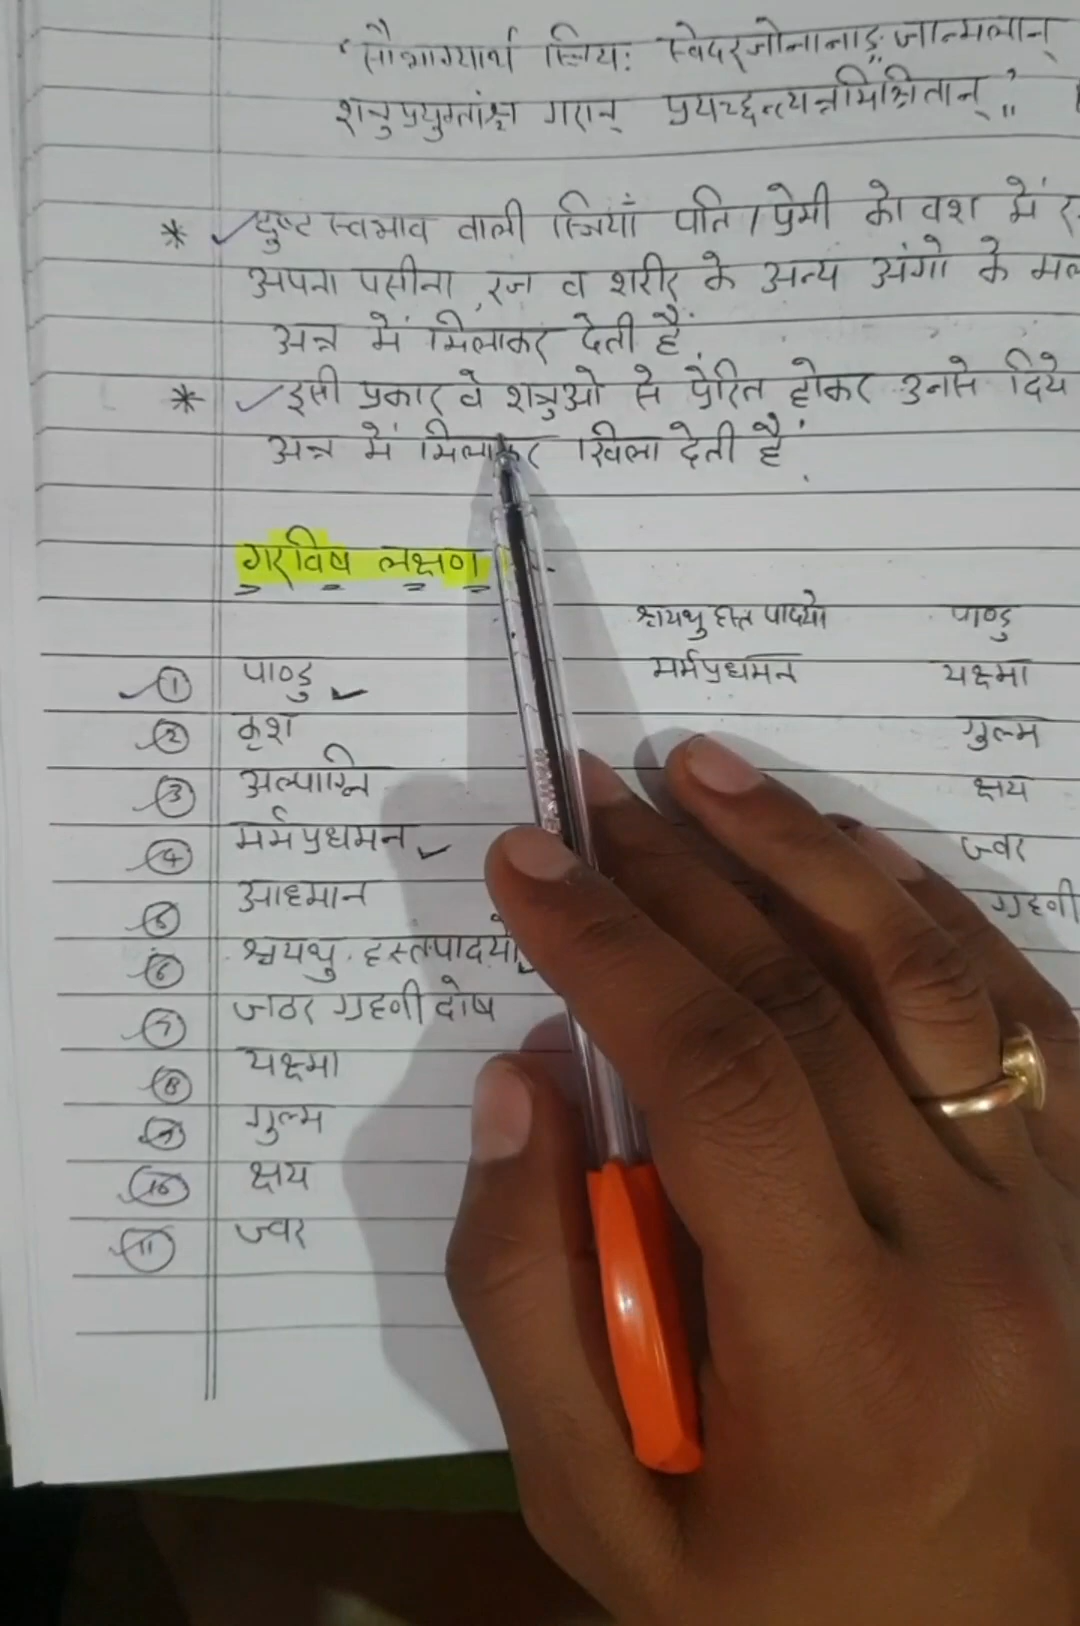 "सौभाग्यार्थं स्त्रियः स्वेदरजोनानाङ्गजान्मलान्
शत्रुप्रयुक्तांश्च गरान् प्रयच्छन्त्यन्नमिश्रितान्"॥
* दुष्ट स्वभाव वाली स्त्रियाँ पति / प्रेमी को वश में
अपना पसीना, रज व शरीर के अन्य अंगो के
अन्न में मिलाकर देती हैं.
* इसी प्रकार वे शत्रुओ से प्रेरित होकर उनसे दिये
अन्न में मिलाकर खिला देती है.
गरविष लक्षण :-
श्वयथु हस्त पादयो पाण्डु
① पाण्डु मर्मप्रधमन यक्ष्मा
② कृश गुल्म
③ अल्पाग्नि क्षय
④ मर्मप्रधमन ज्वर
⑤ आध्मान ग्रहणी
⑥ श्वयथु हस्तपादयो
⑦ जठर ग्रहणी दोष
⑧ यक्ष्मा
⑨ गुल्म
⑩ क्षय
⑪ ज्वर